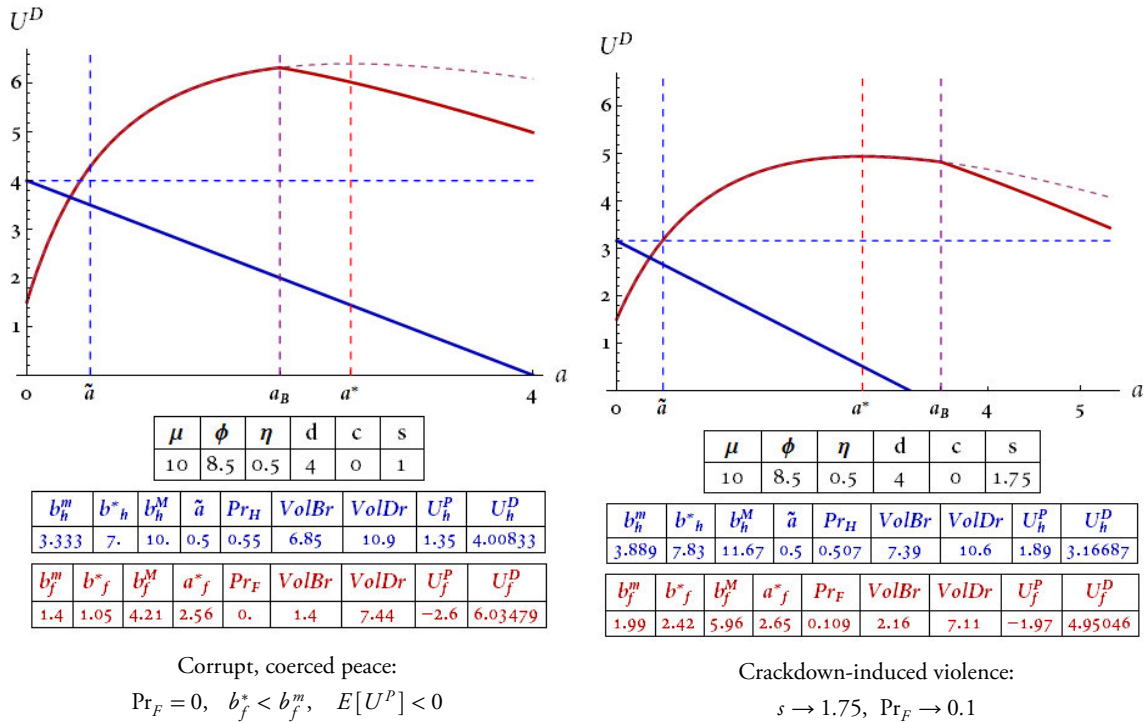 U^D
6
5
4
3
2
1
0 ã a_B a* 4 a
μ φ η d c s
10 8.5 0.5 4 0 1
b_h^m b*_h b_h^M ã Pr_H VolBr VolDr U_h^P U_h^D
3.333 7. 10. 0.5 0.55 6.85 10.9 1.35 4.00833
b_f^m b*_f b_f^M a*_f Pr_F VolBr VolDr U_f^P U_f^D
1.4 1.05 4.21 2.56 0. 1.4 7.44 −2.6 6.03479
Corrupt, coerced peace:
Pr_F = 0, b_f^* < b_f^m, E[U^P] < 0
U^D
6
5
4
3
2
1
0 ã a* a_B 4 5 a
μ φ η d c s
10 8.5 0.5 4 0 1.75
b_h^m b*_h b_h^M ã Pr_H VolBr VolDr U_h^P U_h^D
3.889 7.83 11.67 0.5 0.507 7.39 10.6 1.89 3.16687
b_f^m b*_f b_f^M a*_f Pr_F VolBr VolDr U_f^P U_f^D
1.99 2.42 5.96 2.65 0.109 2.16 7.11 −1.97 4.95046
Crackdown-induced violence:
s → 1.75, Pr_F → 0.1